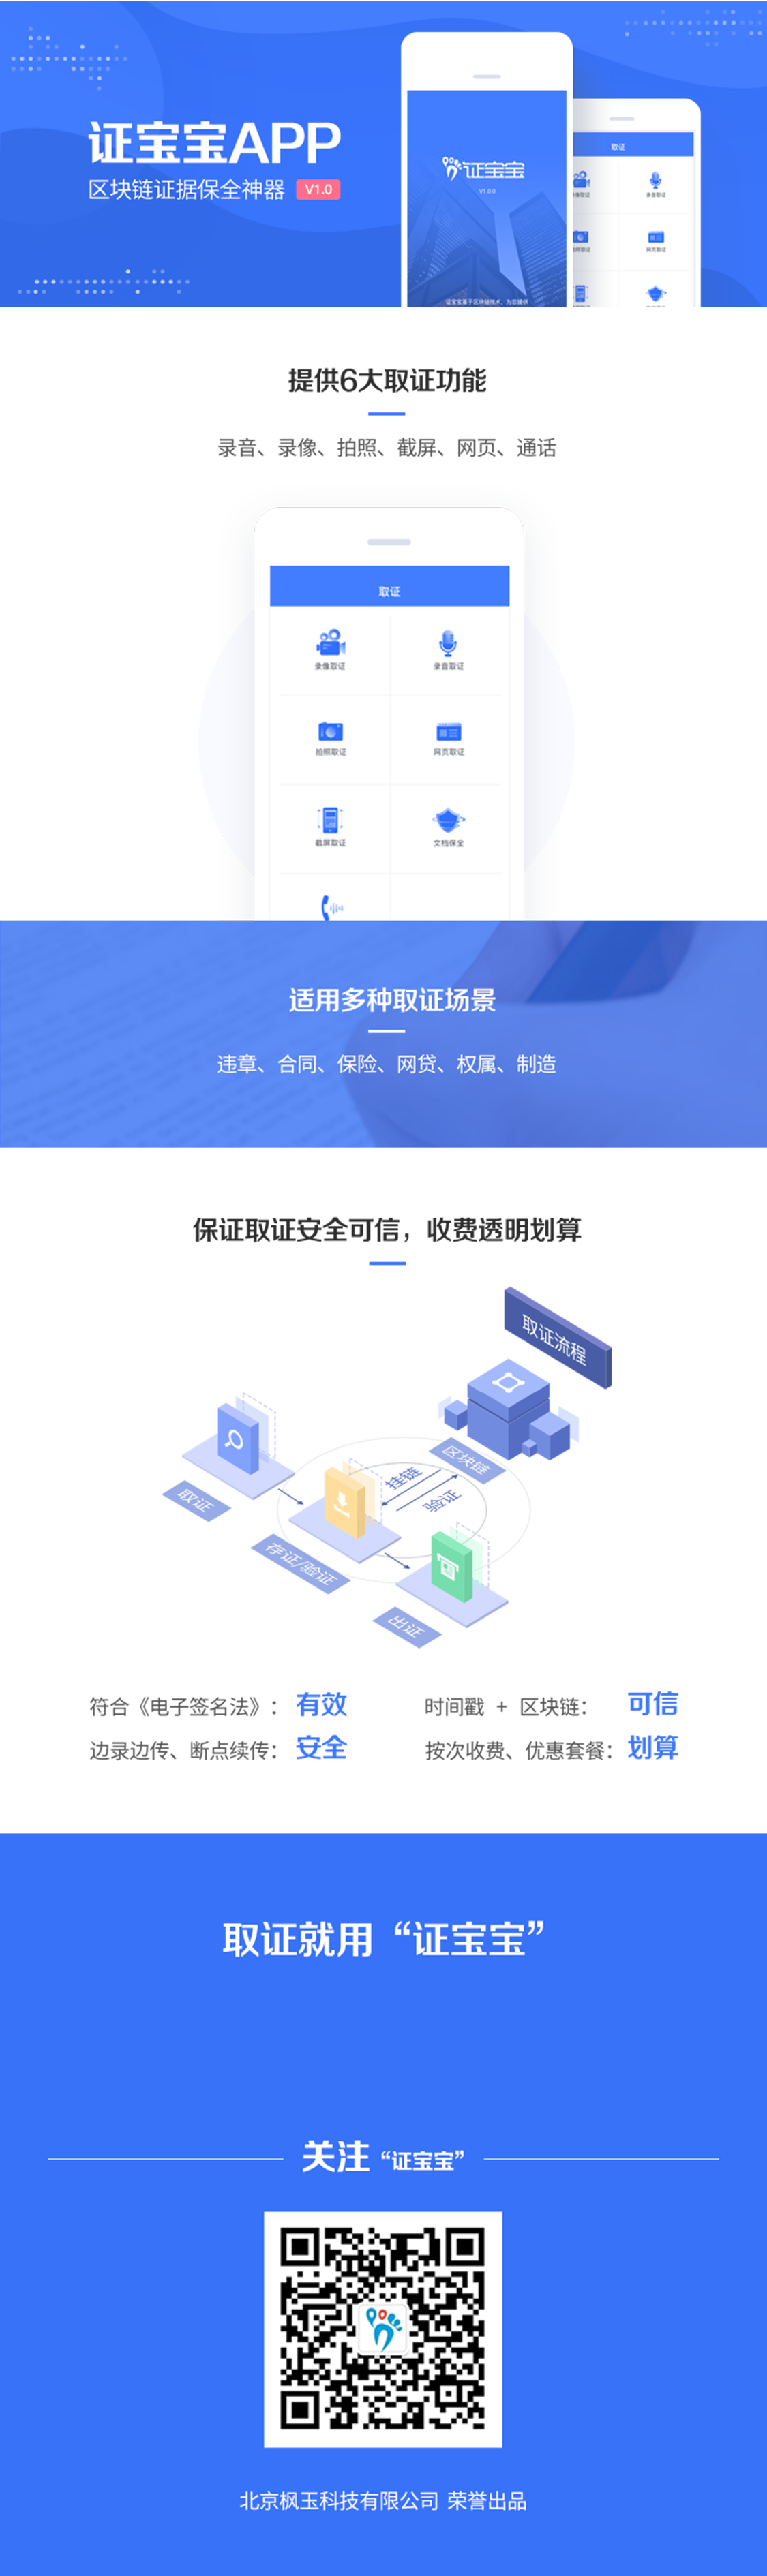 证宝宝APP
区块链证据保全神器 V1.0
证宝宝
V1.0.0
证宝宝基于区块链技术，为您提供
取证
录像取证
录音取证
拍照取证
网页取证
提供6大取证功能
录音、录像、拍照、截屏、网页、通话
取证
录像取证
录音取证
拍照取证
网页取证
截屏取证
文档保全
适用多种取证场景
违章、合同、保险、网贷、权属、制造
保证取证安全可信，收费透明划算
取证流程
区块链
挂链
验证
取证
存证/验证
出证
符合《电子签名法》： 有效
时间戳 + 区块链： 可信
边录边传、断点续传： 安全
按次收费、优惠套餐： 划算
取证就用“证宝宝”
关注“证宝宝”
北京枫玉科技有限公司 荣誉出品